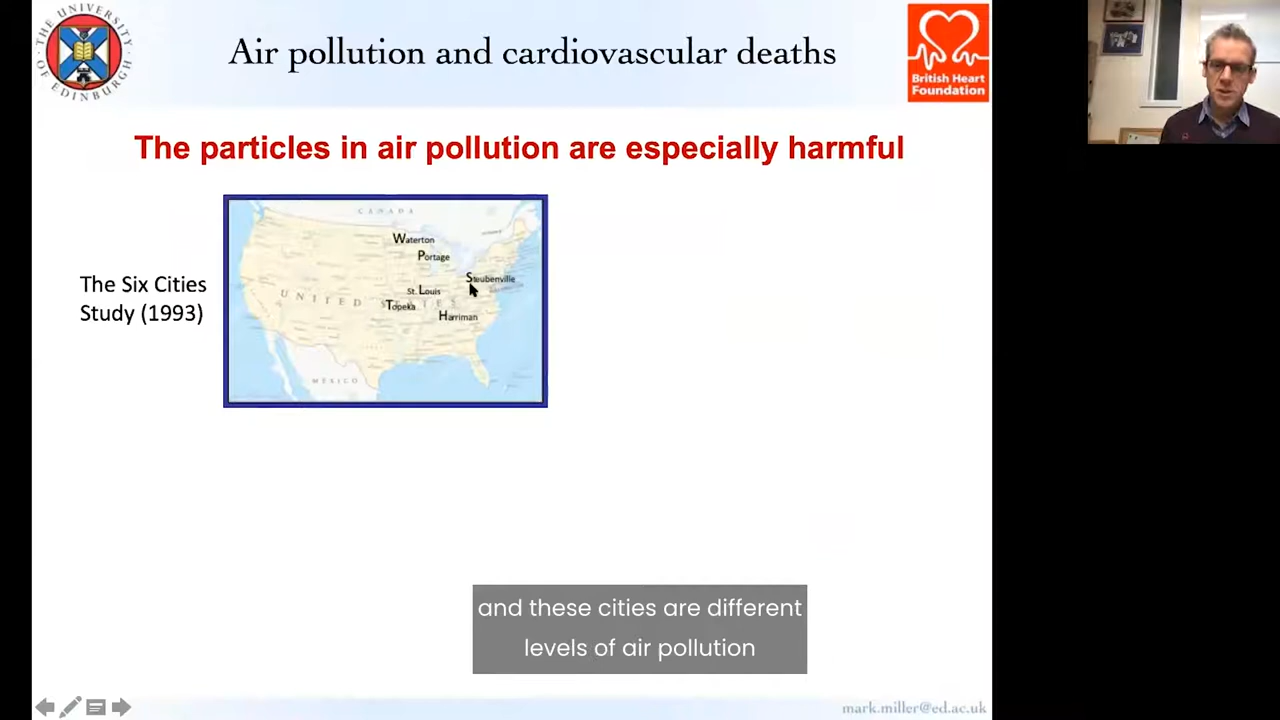 THE UNIVERSITY
OF EDINBURGH
Air pollution and cardiovascular deaths
British Heart
Foundation
The particles in air pollution are especially harmful
The Six Cities
Study (1993)
CANADA
Waterton
Portage
Steubenville
St. Louis
UNITED STATES
Topeka
Harriman
MEXICO
and these cities are different
levels of air pollution
mark.miller@ed.ac.uk